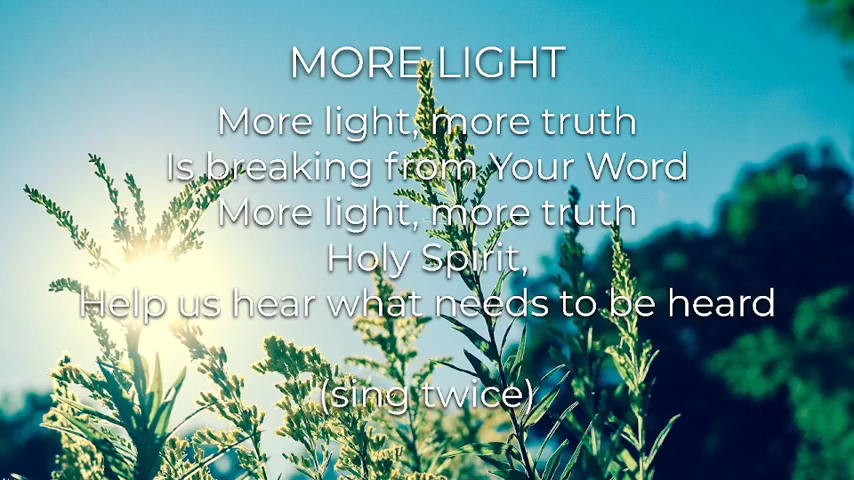 MORE LIGHT
More light, more truth
Is breaking from Your Word
More light, more truth
Holy Spirit,
Help us hear what needs to be heard
(sing twice)